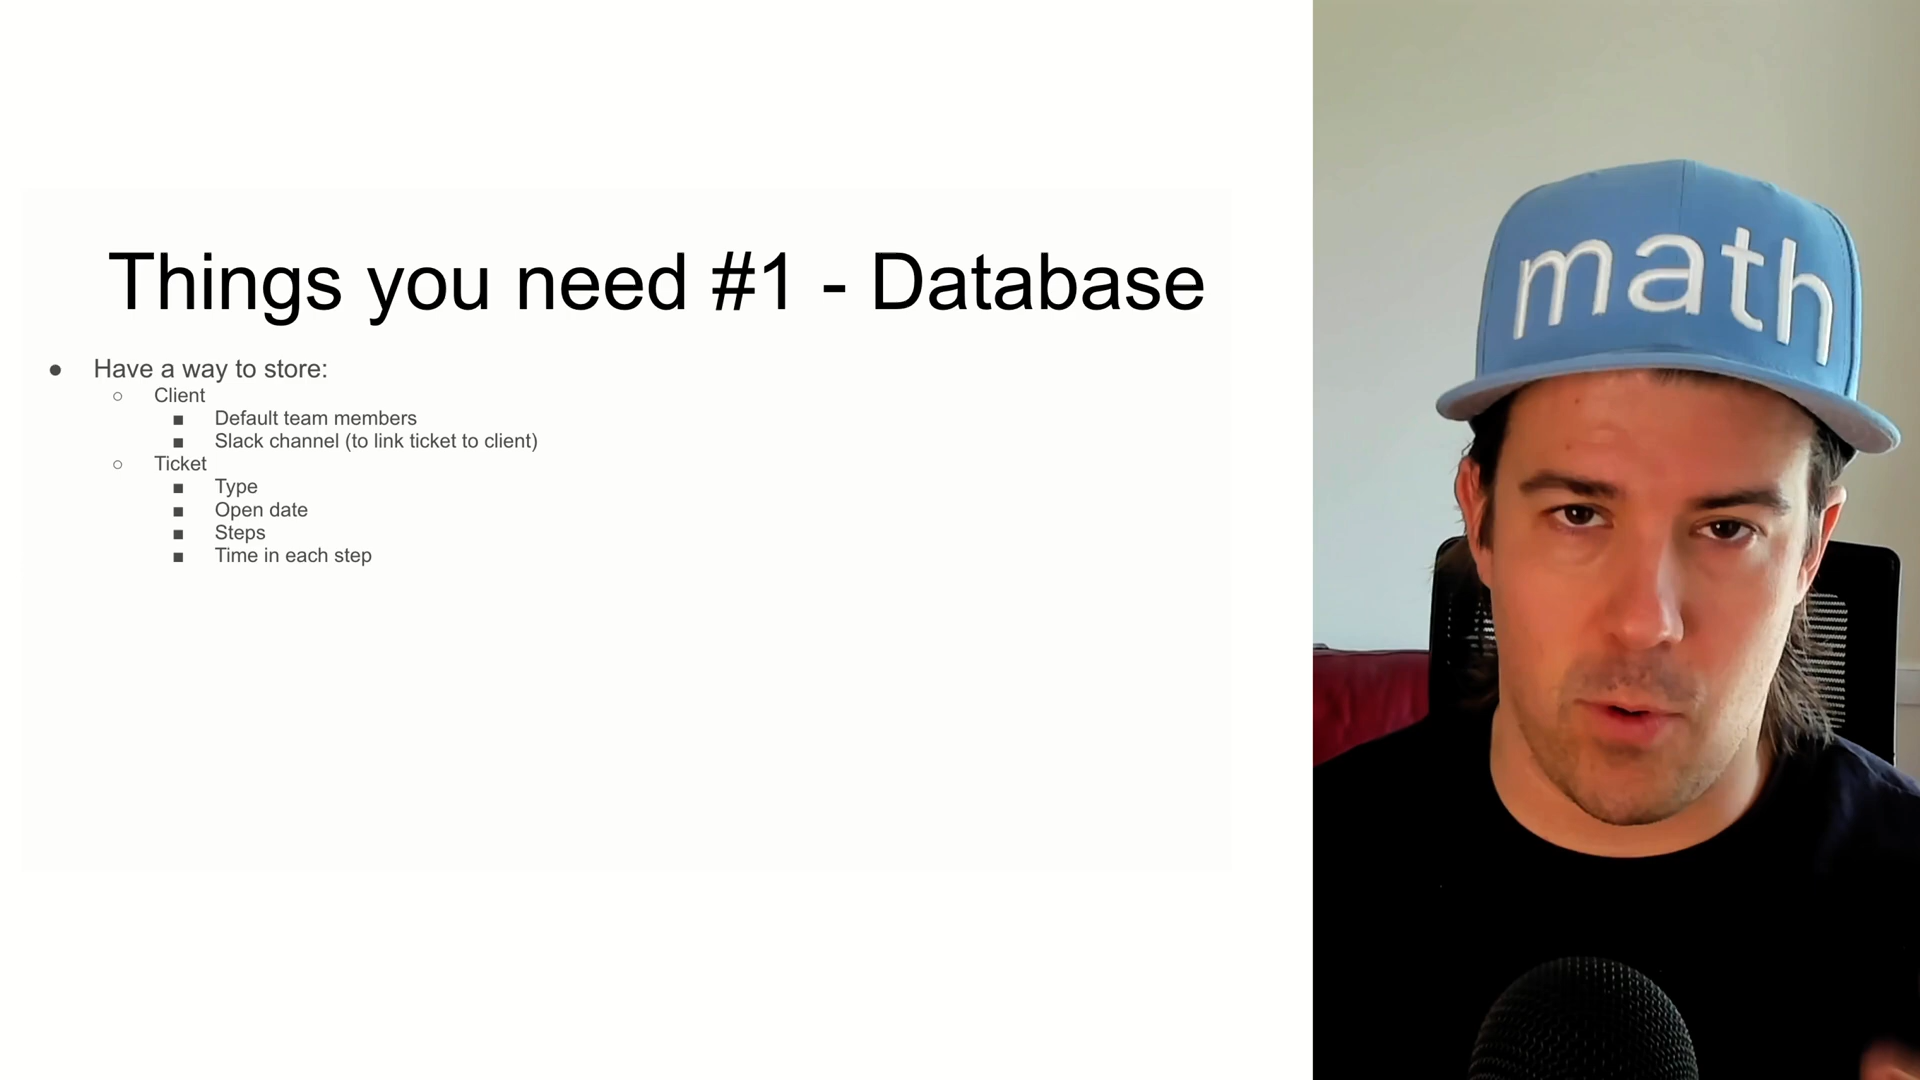 Things you need #1 - Database
● Have a way to store:
○ Client
■ Default team members
■ Slack channel (to link ticket to client)
○ Ticket
■ Type
■ Open date
■ Steps
■ Time in each step
math